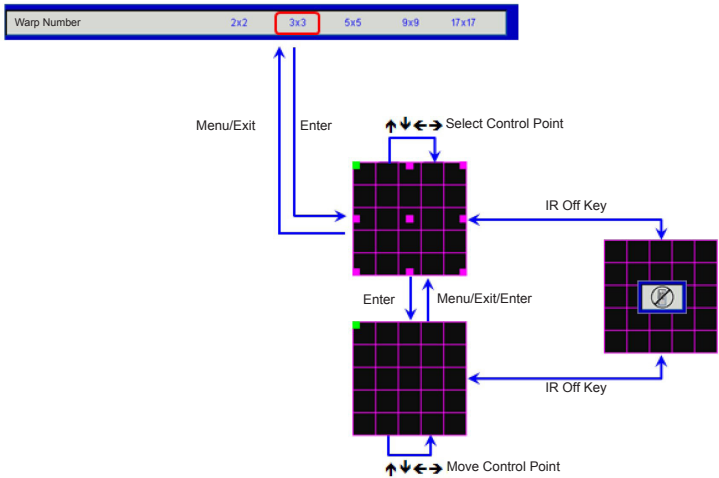 Warp Number 2x2 3x3 5x5 9x9 17x17
Menu/Exit Enter
Select Control Point
IR Off Key
Enter Menu/Exit/Enter
IR Off Key
Move Control Point